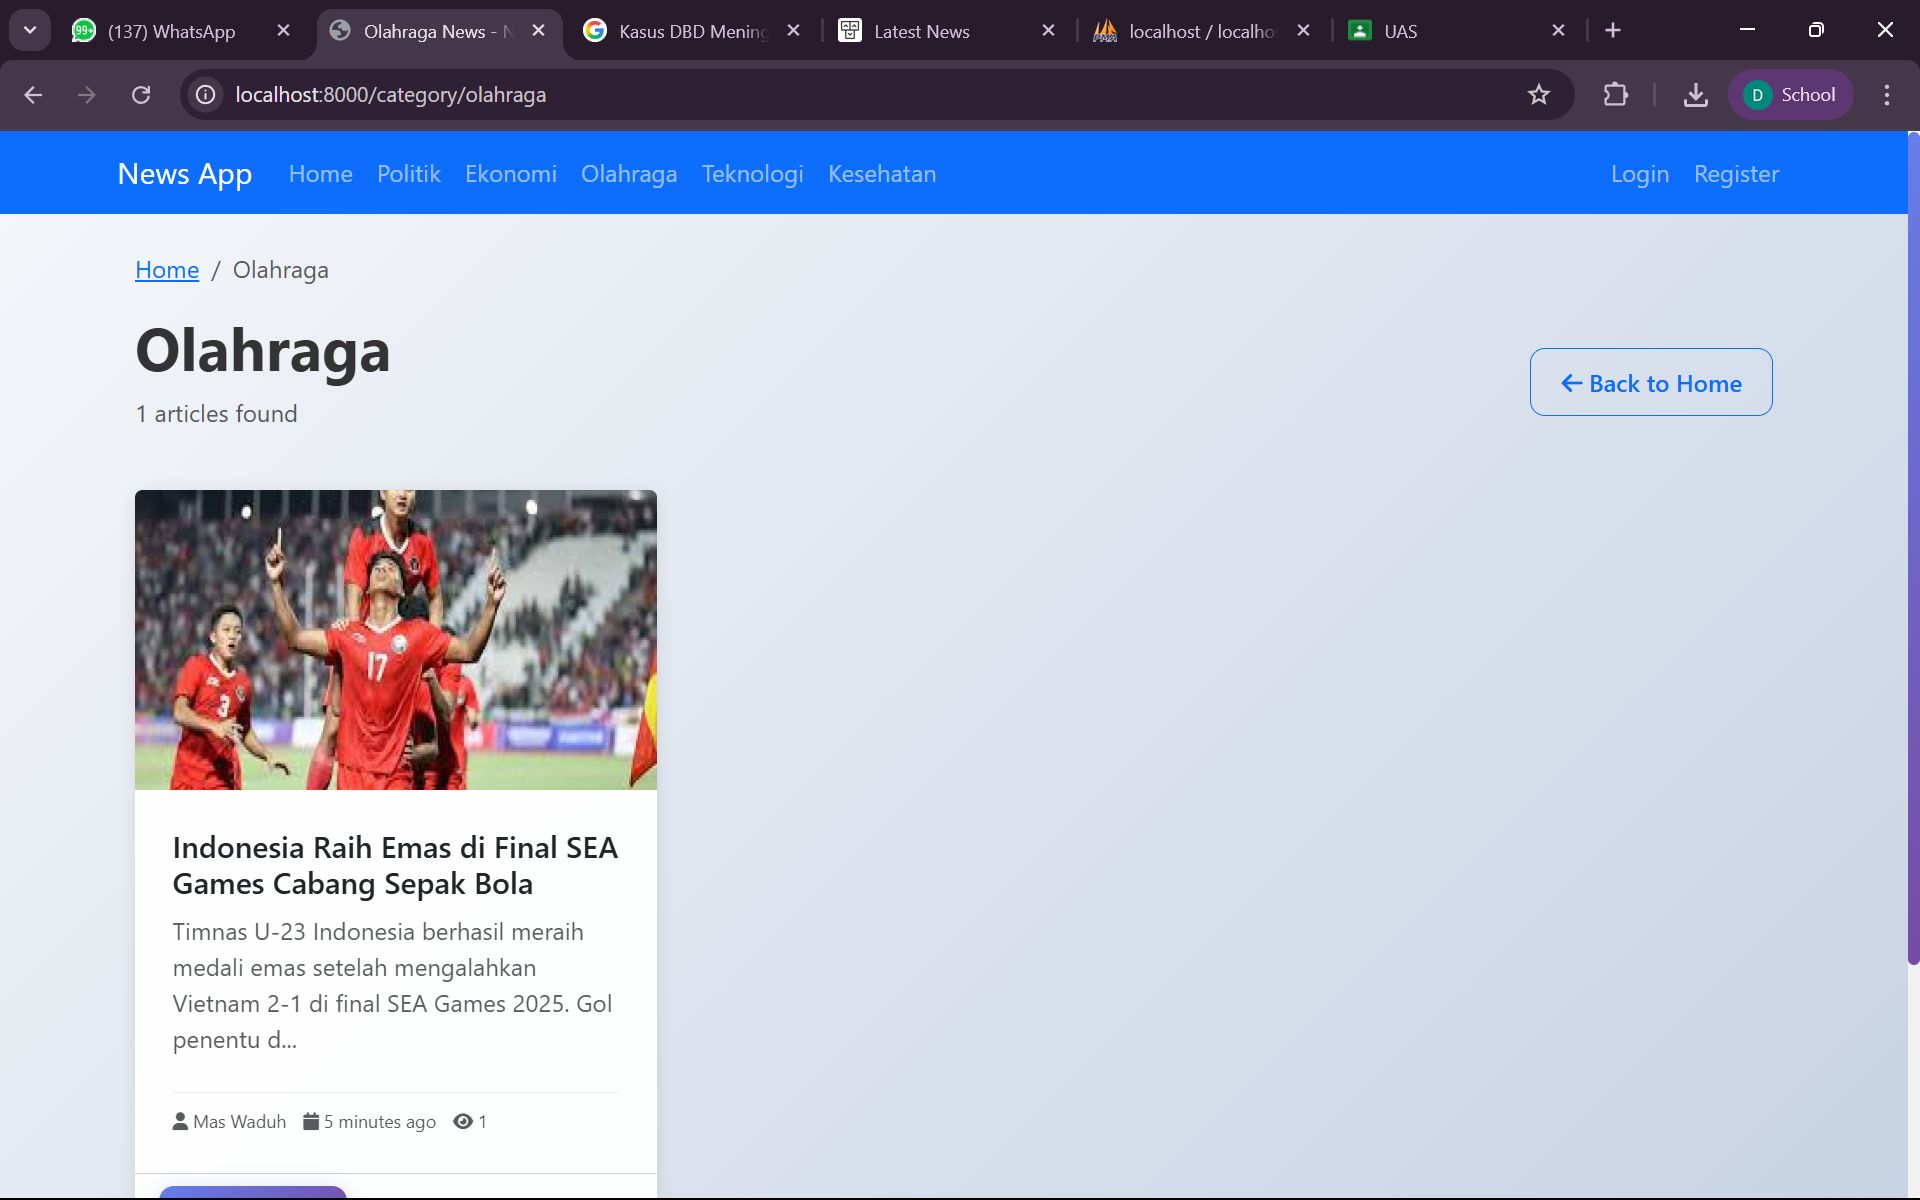 99+ (137) WhatsApp
Olahraga News - N
Kasus DBD Mening
Latest News
localhost / localho
UAS
localhost:8000/category/olahraga
D School
News App Home Politik Ekonomi Olahraga Teknologi Kesehatan Login Register
Home / Olahraga
Olahraga
← Back to Home
1 articles found
17
3
Indonesia Raih Emas di Final SEA
Games Cabang Sepak Bola
Timnas U-23 Indonesia berhasil meraih
medali emas setelah mengalahkan
Vietnam 2-1 di final SEA Games 2025. Gol
penentu d...
Mas Waduh 5 minutes ago 1